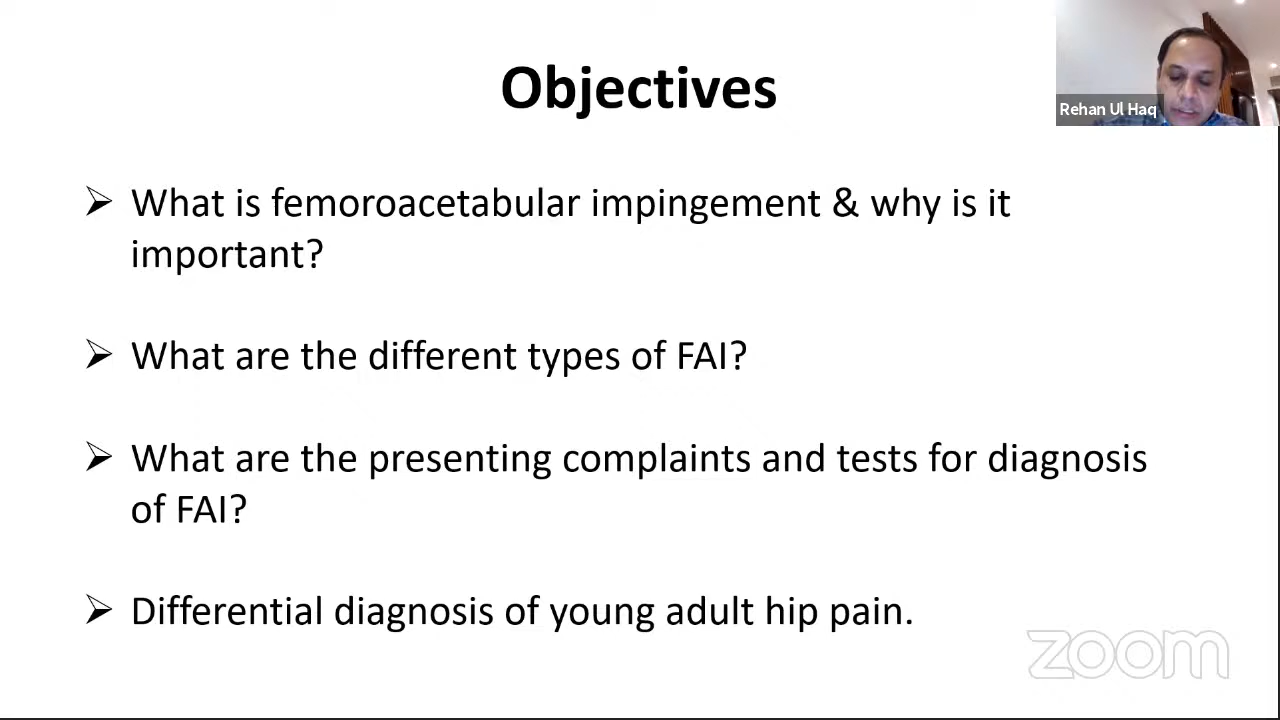 Objectives
Rehan Ul Haq
➢ What is femoroacetabular impingement & why is it
important?
➢ What are the different types of FAI?
➢ What are the presenting complaints and tests for diagnosis
of FAI?
➢ Differential diagnosis of young adult hip pain.
zoom